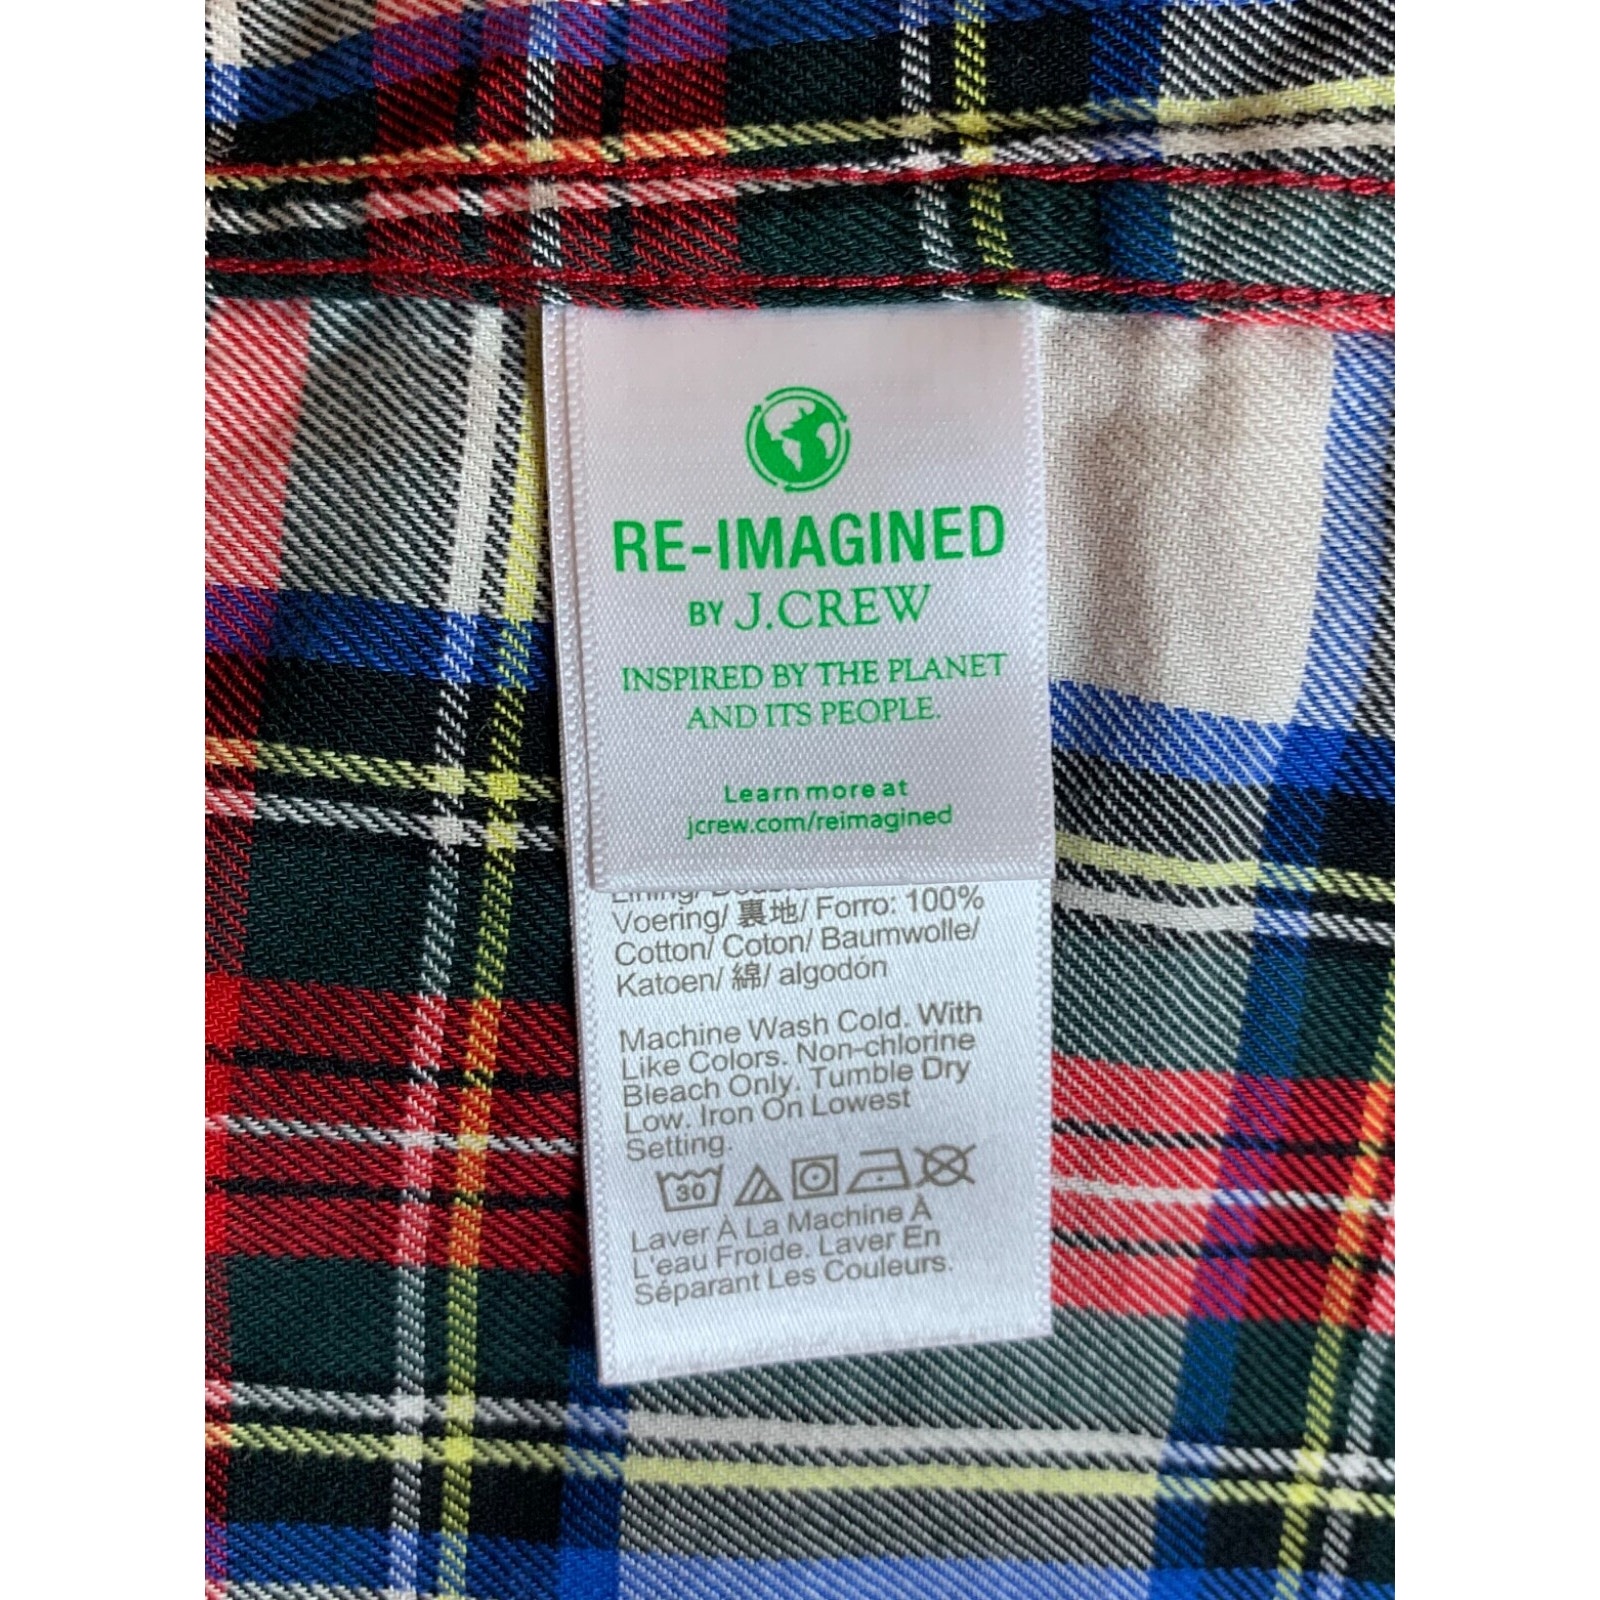 RE-IMAGINED
BY J.CREW
INSPIRED BY THE PLANET
AND ITS PEOPLE.
Learn more at
jcrew.com/reimagined
Voering/ 裏地/ Forro: 100%
Cotton/ Coton/ Baumwolle/
Katoen/ 綿/ algodón
Machine Wash Cold. With
Like Colors. Non-chlorine
Bleach Only. Tumble Dry
Low. Iron On Lowest
Setting.
30
Laver À La Machine À
L'eau Froide. Laver En
Séparant Les Couleurs.